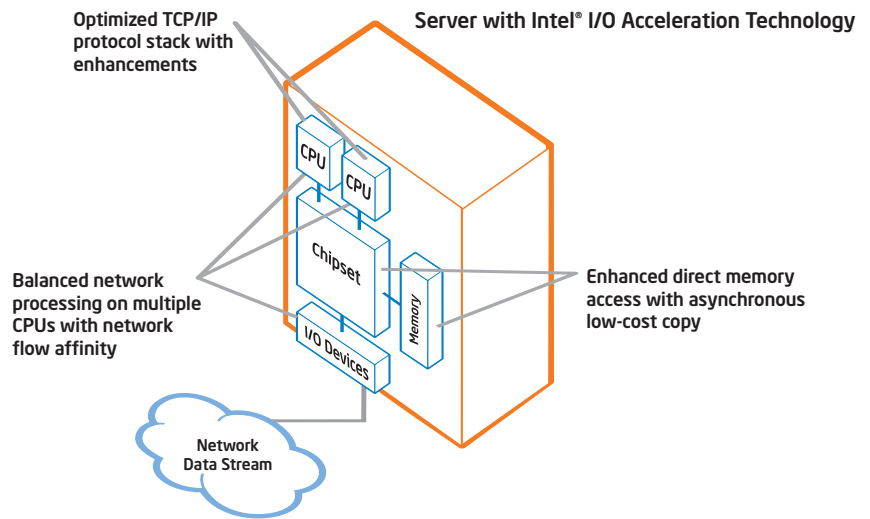 Server with Intel® I/O Acceleration Technology
Optimized TCP/IP
protocol stack with
enhancements
CPU
CPU
Chipset
Memory
I/O Devices
Balanced network
processing on multiple
CPUs with network
flow affinity
Enhanced direct memory
access with asynchronous
low-cost copy
Network
Data Stream